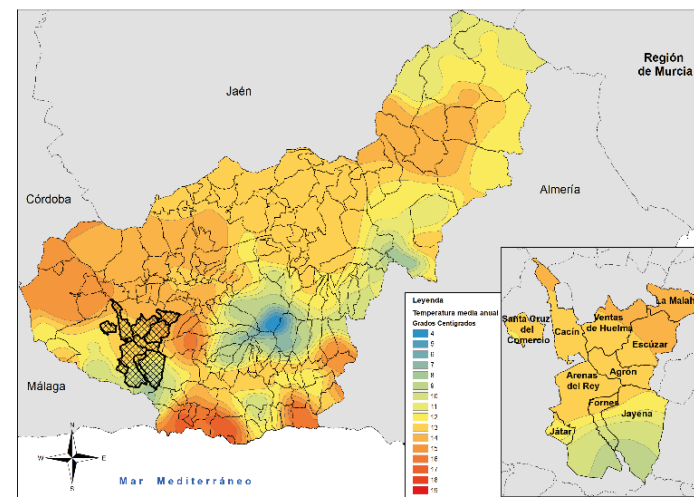 Región
de Murcia
Jaén
Córdoba
Almería
Málaga
Mar Mediterráneo
N
W
E
S
Leyenda
Temperatura media anual
Grados Centigrados
4
5
6
7
8
9
10
11
12
13
14
15
16
17
18
19
La Malah
Santa Cruz
del
Comercio
Cacín
Ventas
de Huelma
Escúzar
Agrón
Arenas
del Rey
Fornes
Jayena
Játar